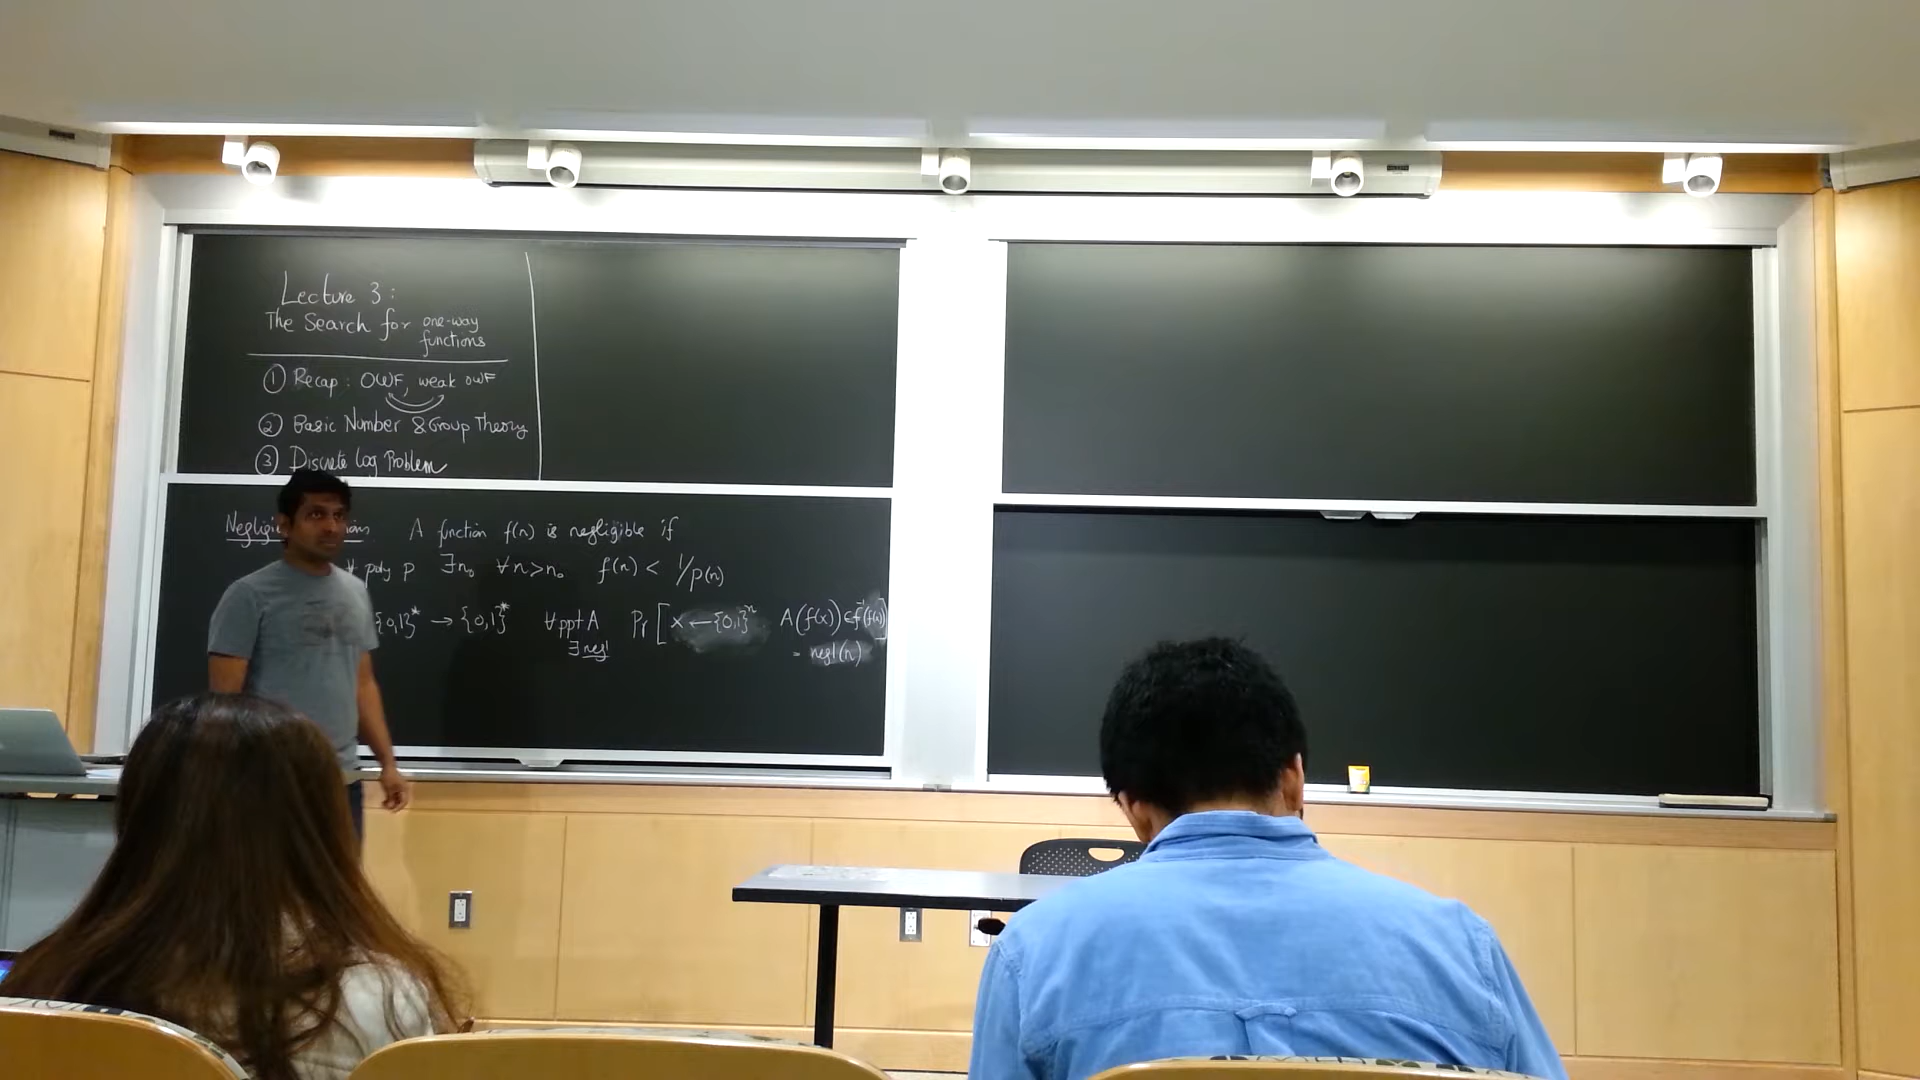 Lecture 3:
The Search for one-way
functions
① Recap: OWF, weak OWF
② Basic Number & Group Theory
③ Discrete Log Problem
A function f(n) is negligible if
∀ poly p ∃n₀ ∀n>n₀ f(n) < 1/p(n)
{0,1}* → {0,1}* ∀ppt A Pr[x ← {0,1}ⁿ A(f(x)) ∈ f⁻¹(f(x))]
∃ negl = negl(n)